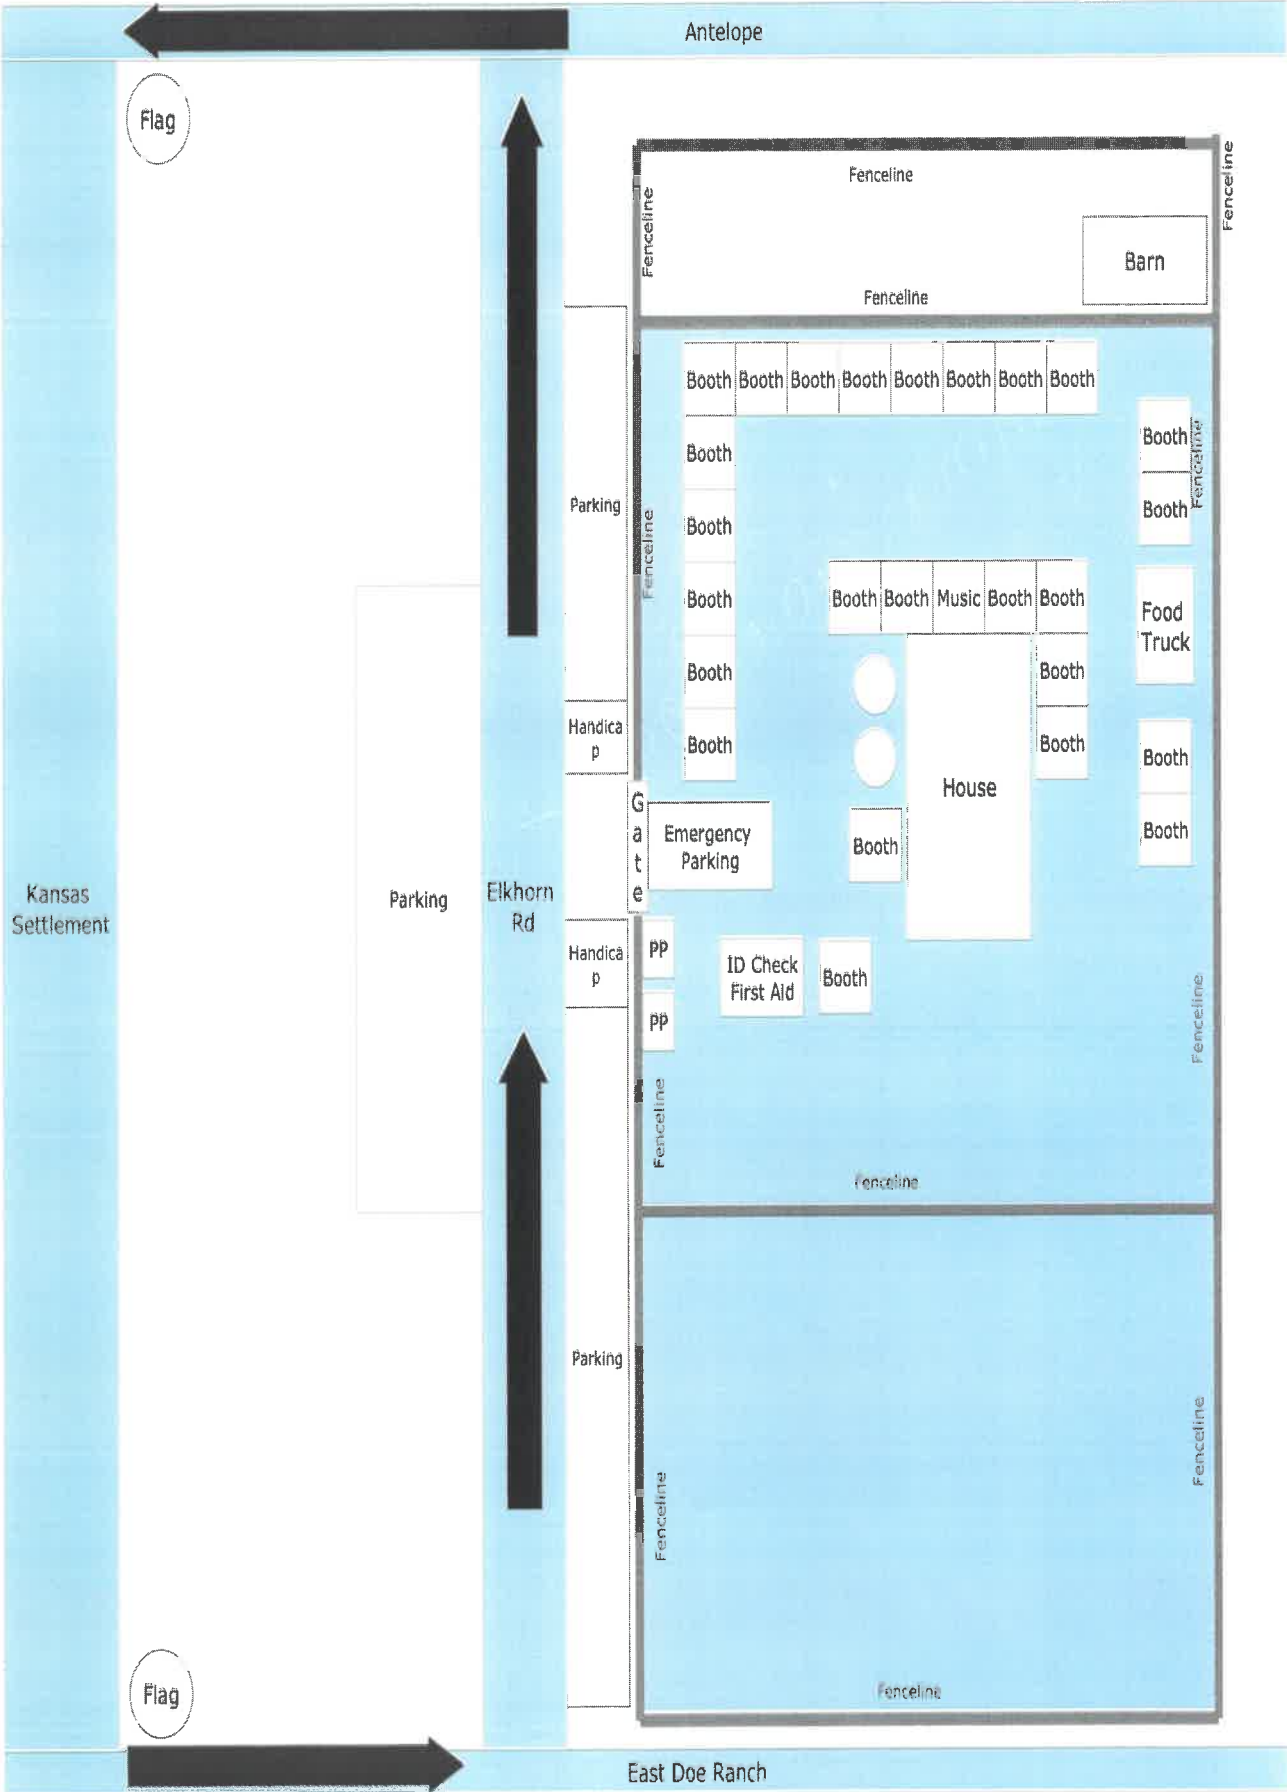 Antelope
Flag
Fenceline
Fenceline
Fenceline
Barn
Fenceline
Booth Booth Booth Booth Booth Booth Booth Booth
Booth
Fenceline
Booth
Booth
Booth
Parking
Fenceline
Booth
Booth Booth Music Booth Booth
Food
Truck
Booth
Booth
Handica
p
Booth
Booth
Booth
House
Gate
Emergency
Parking
Booth
Booth
Kansas
Settlement
Parking
Elkhorn
Rd
Handica
p
PP
ID Check
First Aid
Booth
PP
Fenceline
Fenceline
Fenceline
Parking
Fenceline
Fenceline
Fenceline
Flag
East Doe Ranch